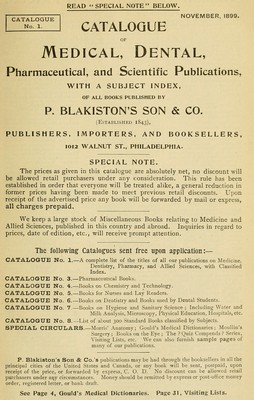 READ "SPECIAL NOTE" BELOW.
CATALOGUE No. 1.
NOVEMBER, 1899.
CATALOGUE
OF
MEDICAL, DENTAL,
Pharmaceutical, and Scientific Publications,
WITH A SUBJECT INDEX,
OF ALL BOOKS PUBLISHED BY
P. BLAKISTON'S SON & CO.
(ESTABLISHED 1843),
PUBLISHERS, IMPORTERS, AND BOOKSELLERS,
1012 WALNUT ST., PHILADELPHIA.
SPECIAL NOTE.
The prices as given in this catalogue are absolutely net, no discount will
be allowed retail purchasers under any consideration. This rule has been
established in order that everyone will be treated alike, a general reduction in
former prices having been made to meet previous retail discounts. Upon
receipt of the advertised price any book will be forwarded by mail or express,
all charges prepaid.
We keep a large stock of Miscellaneous Books relating to Medicine and
Allied Sciences, published in this country and abroad. Inquiries in regard to
prices, date of edition, etc., will receive prompt attention.
The following Catalogues sent free upon application:—
CATALOGUE No. 1.—A complete list of the titles of all our publications on Medicine,
Dentistry, Pharmacy, and Allied Sciences, with Classified
Index.
CATALOGUE No. 3.—Pharmaceutical Books.
CATALOGUE No. 4.—Books on Chemistry and Technology.
CATALOGUE No. 5.—Books for Nurses and Lay Readers.
CATALOGUE No. 6.—Books on Dentistry and Books used by Dental Students.
CATALOGUE No. 7.—Books on Hygiene and Sanitary Science; Including Water and
Milk Analysis, Microscopy, Physical Education, Hospitals, etc.
CATALOGUE No. 8.—List of about 300 Standard Books classified by Subjects.
SPECIAL CIRCULARS.—Morris' Anatomy; Gould's Medical Dictionaries; Moullin's
Surgery; Books on the Eye; The ? Quiz Compends ? Series,
Visiting Lists, etc. We can also furnish sample pages of
many of our publications.
P. Blakiston's Son & Co.'s publications may be had through the booksellers in all the
principal cities of the United States and Canada, or any book will be sent, postpaid, upon
receipt of the price, or forwarded by express, C. O. D. No discount can be allowed retail
purchasers under any circumstances. Money should be remitted by express or post-office money
order, registered letter, or bank draft.
See Page 4, Gould's Medical Dictionaries. Page 31, Visiting Lists.